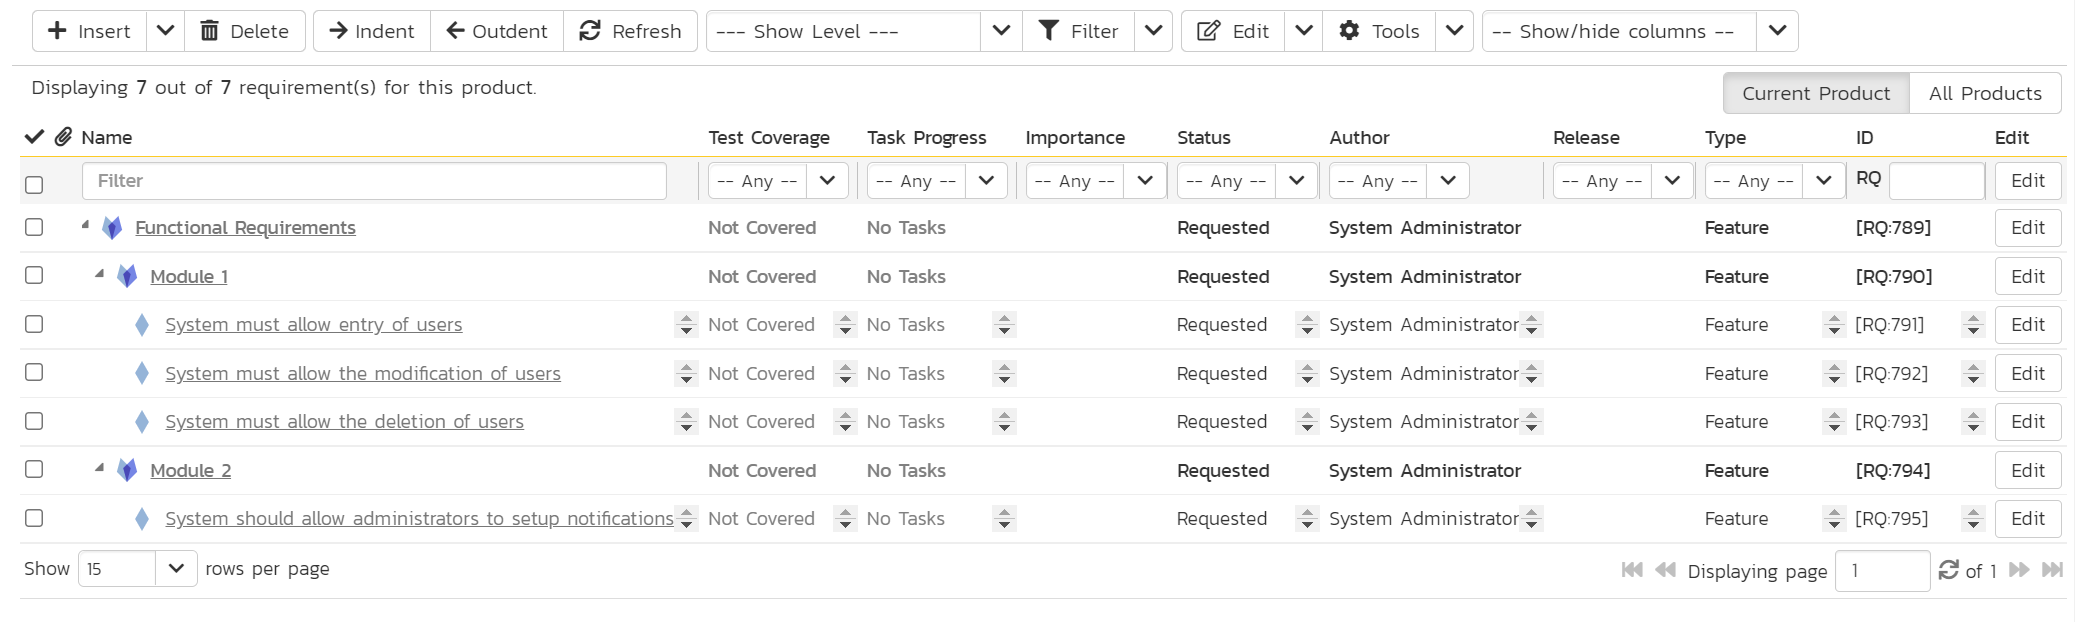 Insert Delete Indent Outdent Refresh --- Show Level --- Filter Edit Tools -- Show/hide columns --
Displaying 7 out of 7 requirement(s) for this product.
Current Product All Products
Name Test Coverage Task Progress Importance Status Author Release Type ID Edit
Filter -- Any -- -- Any -- -- Any -- -- Any -- -- Any -- -- Any -- -- Any -- RQ Edit
Functional Requirements Not Covered No Tasks Requested System Administrator Feature [RQ:789] Edit
Module 1 Not Covered No Tasks Requested System Administrator Feature [RQ:790] Edit
System must allow entry of users Not Covered No Tasks Requested System Administrator Feature [RQ:791] Edit
System must allow the modification of users Not Covered No Tasks Requested System Administrator Feature [RQ:792] Edit
System must allow the deletion of users Not Covered No Tasks Requested System Administrator Feature [RQ:793] Edit
Module 2 Not Covered No Tasks Requested System Administrator Feature [RQ:794] Edit
System should allow administrators to setup notifications Not Covered No Tasks Requested System Administrator Feature [RQ:795] Edit
Show 15 rows per page Displaying page 1 of 1